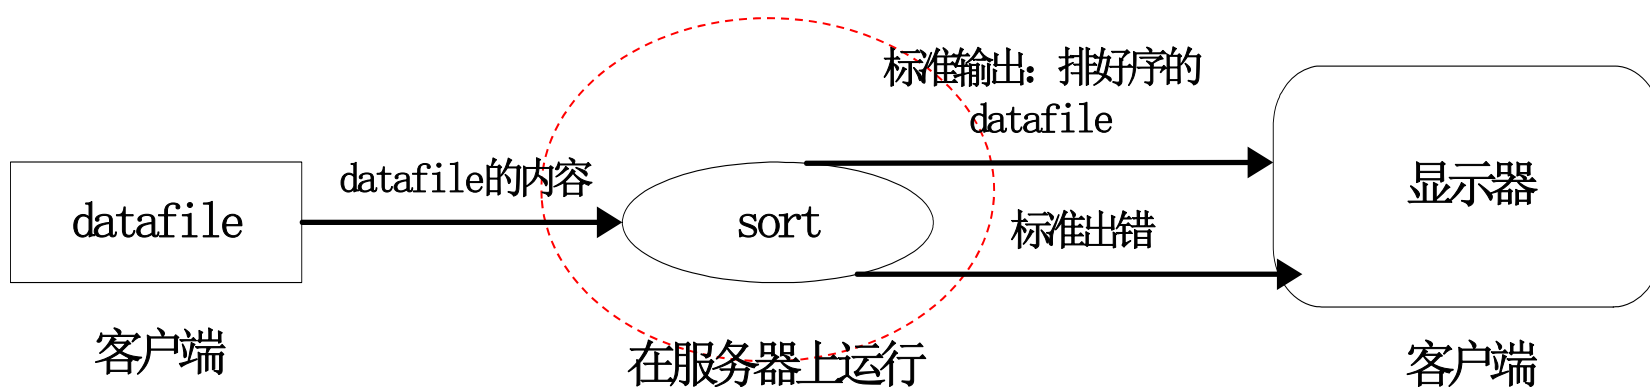 标准输出：排好序的
datafile
datafile的内容
datafile
sort
标准出错
显示器
客户端
在服务器上运行
客户端